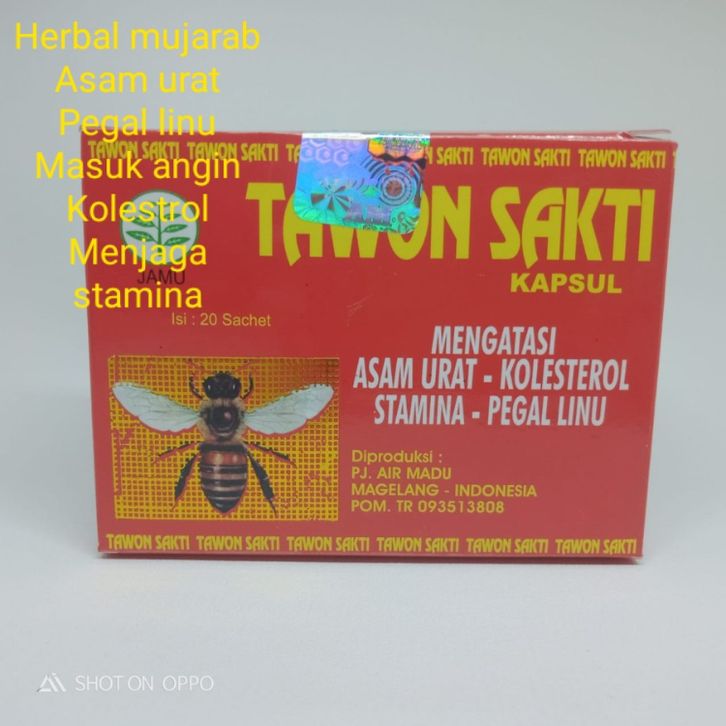 Herbal mujarab
Asam urat
Pegal linu
Masuk angin
Kolestrol
Menjaga
stamina
TAWON SAKTI TAWON SAKTI SAKTI TAWON SAKTI TAWON SAKTI
TAWON SAKTI
KAPSUL
JAMU
Isi : 20 Sachet
MENGATASI
ASAM URAT - KOLESTEROL
STAMINA - PEGAL LINU
Diproduksi :
PJ. AIR MADU
MAGELANG - INDONESIA
POM. TR 093513808
TAWON SAKTI TAWON SAKTI TAWON SAKTI TAWON SAKTI TAWON SAKTI TAWON SAKTI
SHOT ON OPPO